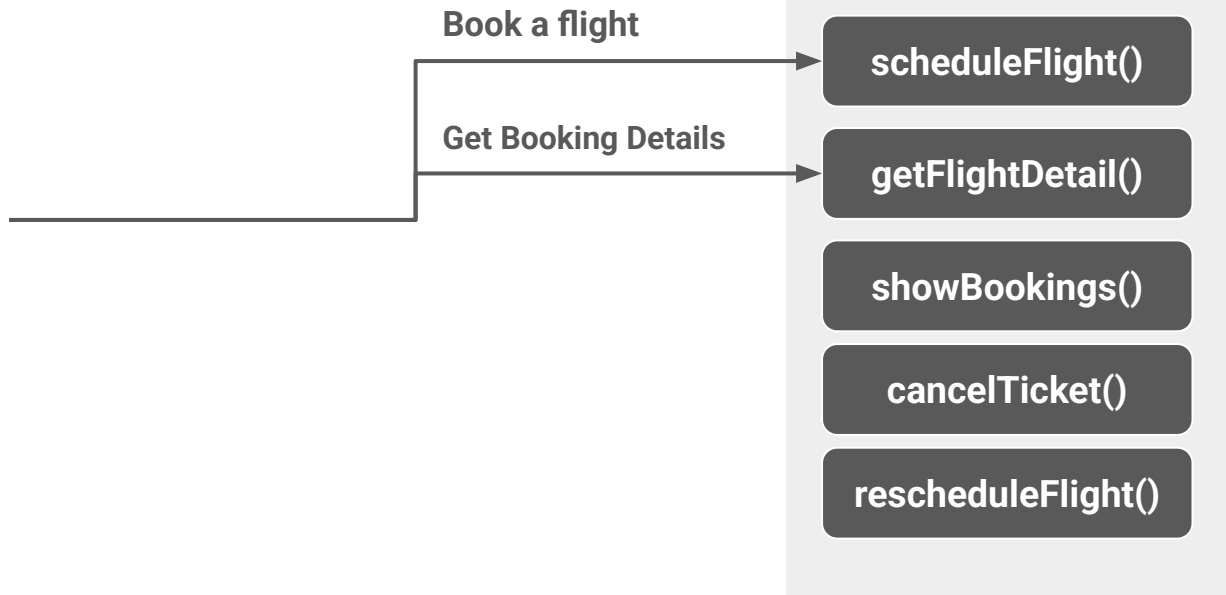 Book a flight
scheduleFlight()
Get Booking Details
getFlightDetail()
showBookings()
cancelTicket()
rescheduleFlight()